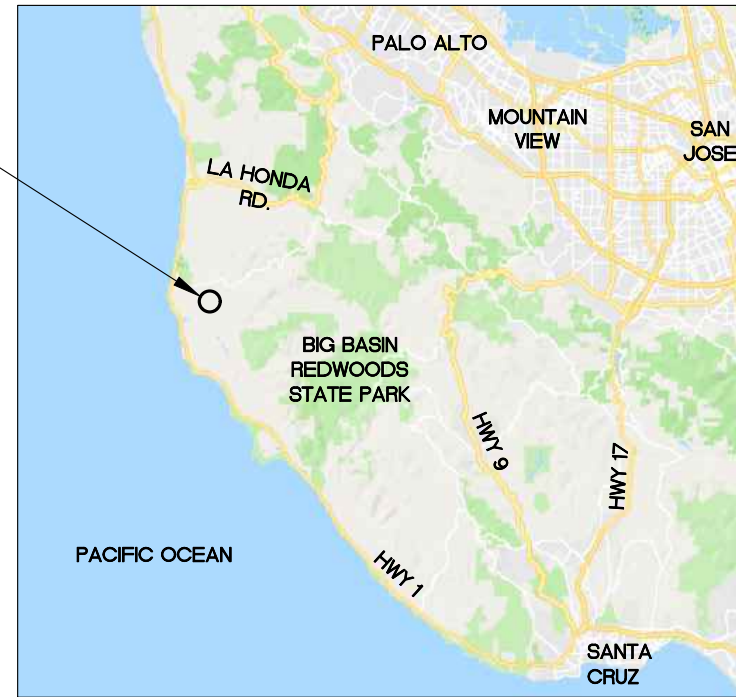 PALO ALTO
MOUNTAIN
VIEW
SAN
JOSE
LA HONDA
RD.
BIG BASIN
REDWOODS
STATE PARK
HWY 9
HWY 17
PACIFIC OCEAN
HWY 1
SANTA
CRUZ